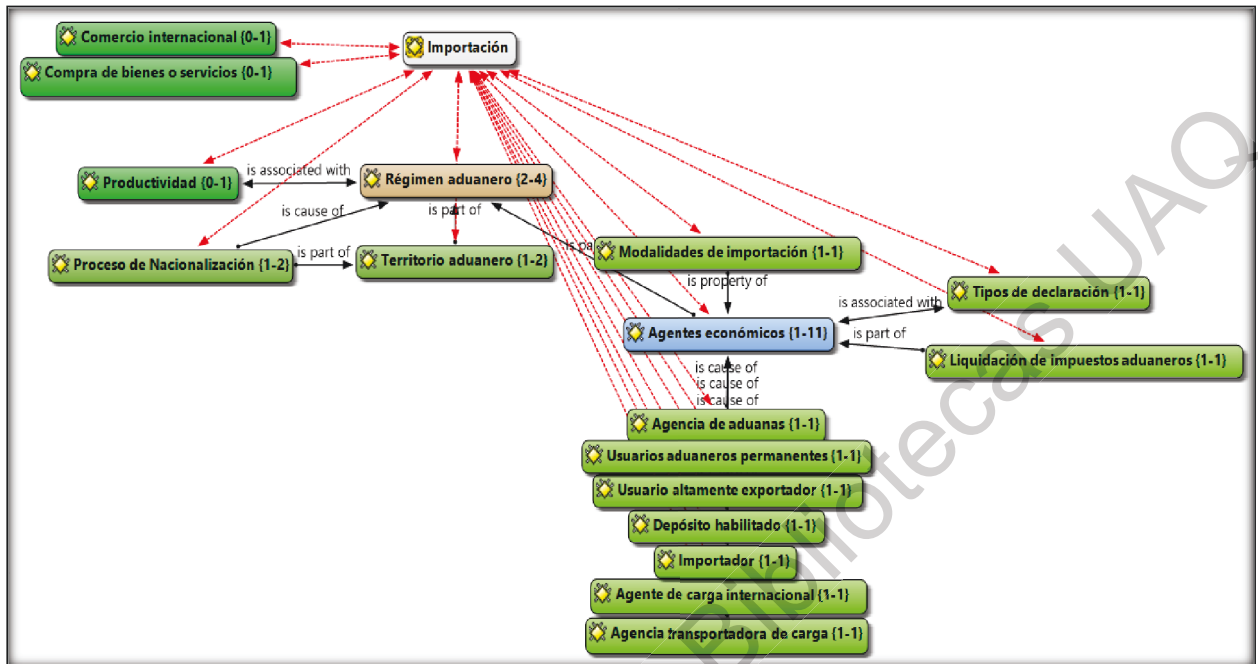 Comercio internacional {0-1}
Importación
Compra de bienes o servicios {0-1}
is associated with
Productividad {0-1}
Régimen aduanero {2-4}
is cause of
is part of
Modalidades de importación {1-1}
is part of
Proceso de Nacionalización {1-2}
Territorio aduanero {1-2}
is property of
Tipos de declaración {1-1}
is associated with
Agentes económicos {1-11}
is part of
Liquidación de impuestos aduaneros {1-1}
is cause of
is cause of
is cause of
Agencia de aduanas {1-1}
Usuarios aduaneros permanentes {1-1}
Usuario altamente exportador {1-1}
Depósito habilitado {1-1}
Importador {1-1}
Agente de carga internacional {1-1}
Agencia transportadora de carga {1-1}
Bibliotecas UAQ